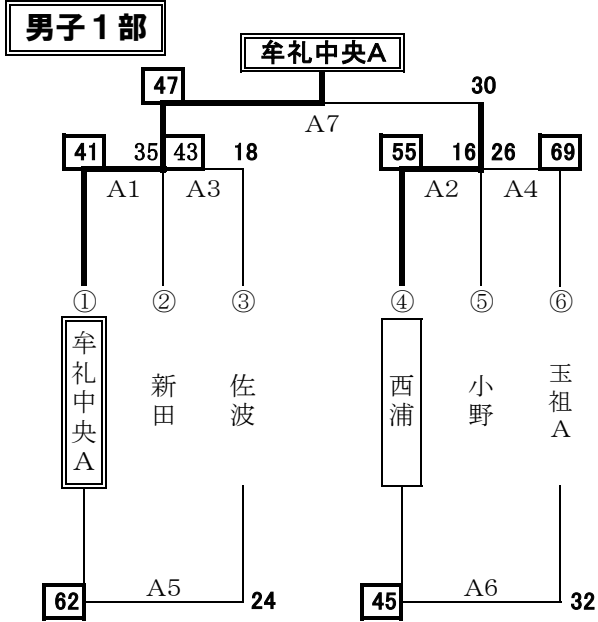 男子１部
牟礼中央A
47 30
A7
41 35 43 18 55 16 26 69
A1 A3 A2 A4
① ② ③ ④ ⑤ ⑥
牟礼中央A
新田
佐波
西浦
小野
玉祖A
A5 A6
62 24 45 32